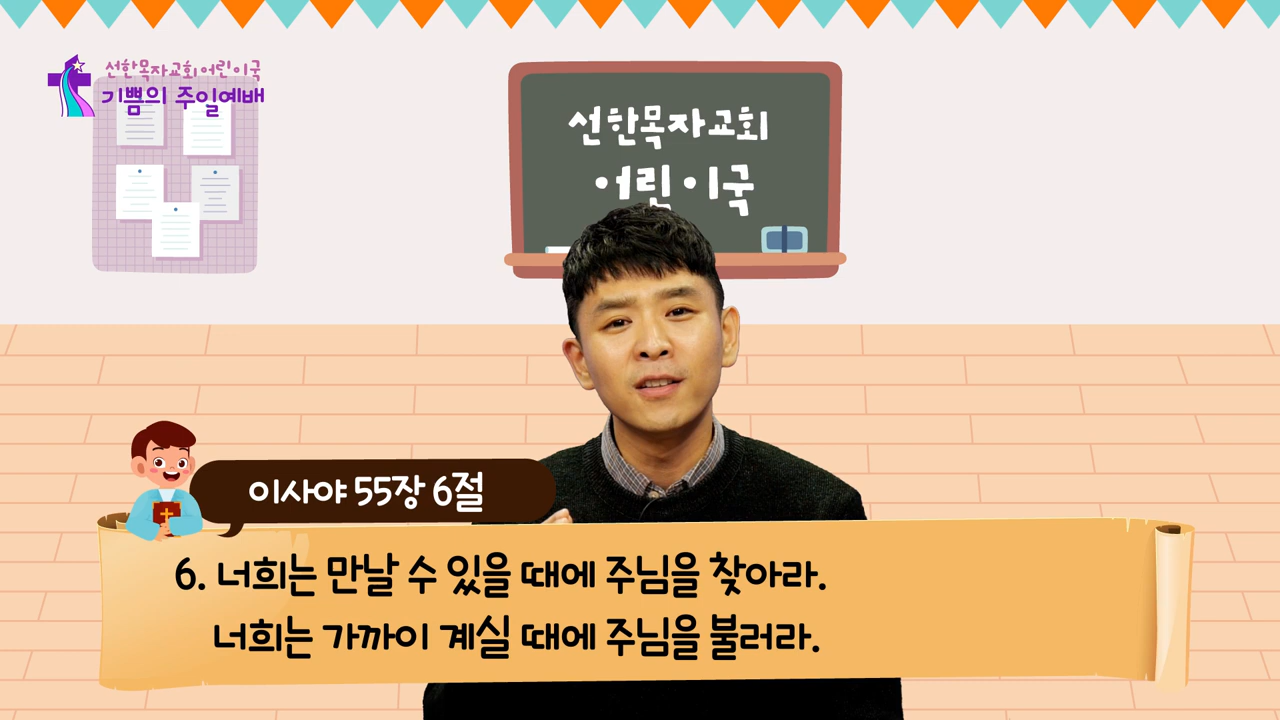 선한목자교회어린이국
기쁨의 주일예배
선한목자교회
어린이국
이사야 55장 6절
6. 너희는 만날 수 있을 때에 주님을 찾아라.
너희는 가까이 계실 때에 주님을 불러라.